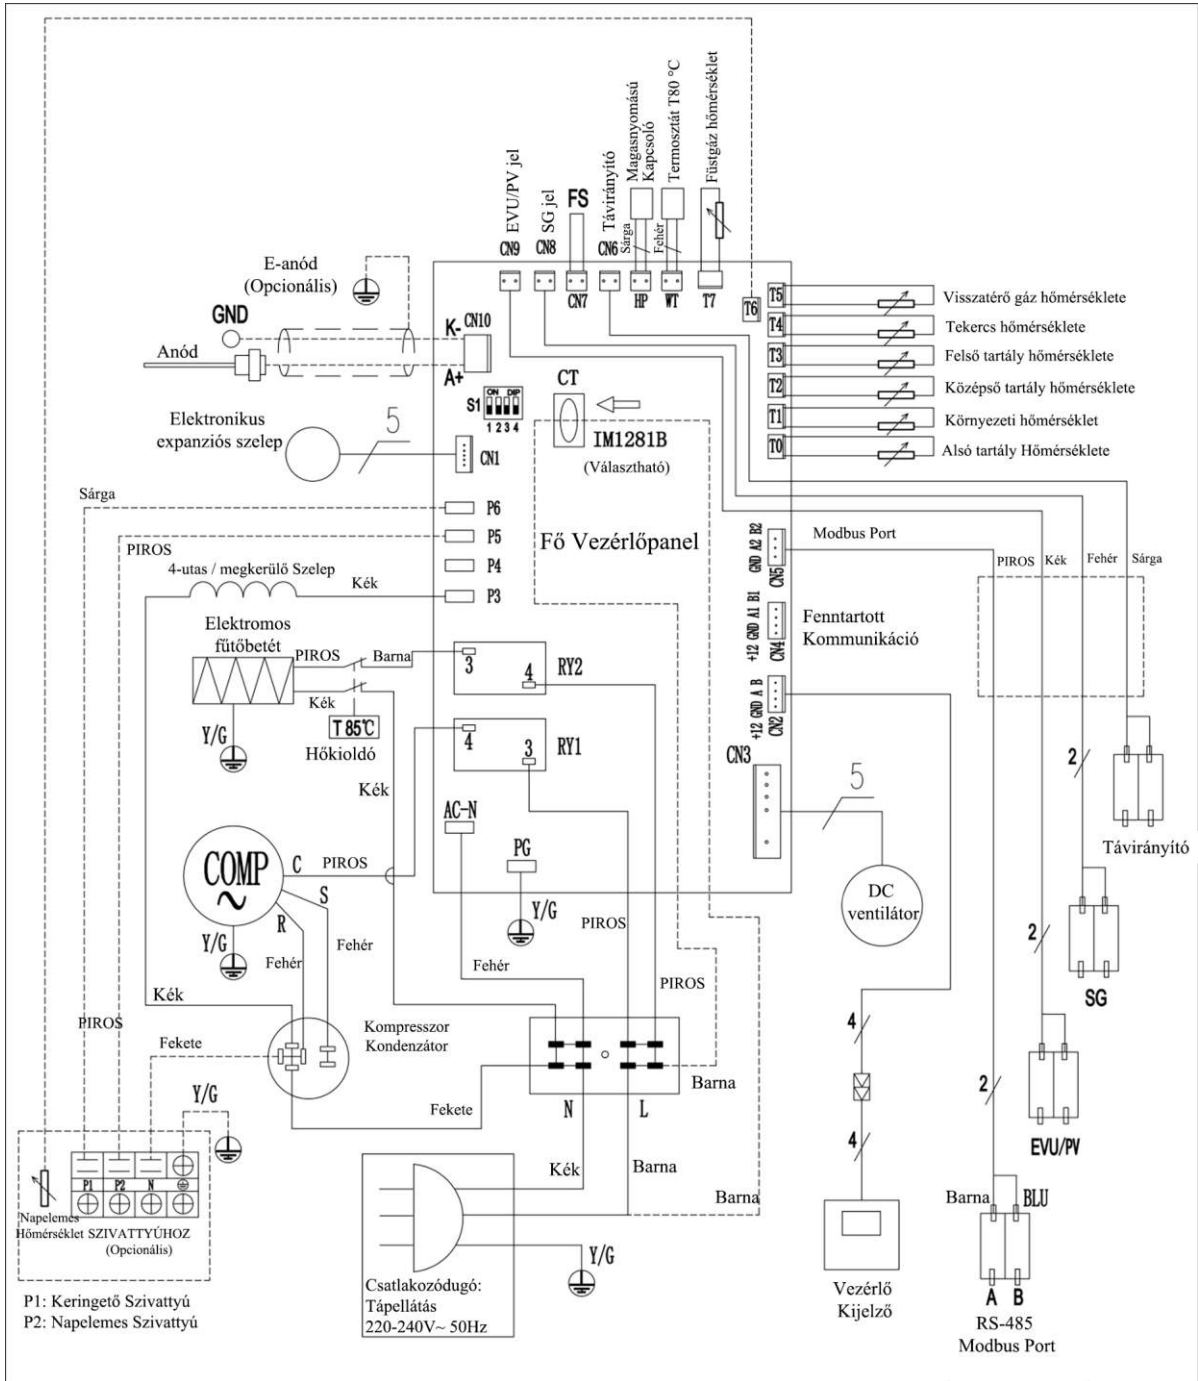 EVU/PV jel
SG jel
FS
Távirányító
Magasnyomású
Kapcsoló
Termosztát T80 °C
Füstgáz hőmérséklet
Sárga
Fehér
CN9
CN8
CN7
CN6
HP
WT
T7
T6
E-anód
(Opcionális)
GND
Anód
K-
CN10
A+
S1
ON DIP
1 2 3 4
CT
IM1281B
(Választható)
T5
Visszatérő gáz hőmérséklete
T4
Tekercs hőmérséklete
T3
Felső tartály hőmérséklete
T2
Középső tartály hőmérséklete
T1
Környezeti hőmérséklet
T0
Alsó tartály Hőmérséklete
Elektronikus
expanziós szelep
5
CN1
Sárga
P6
PIROS
P5
P4
4-utas / megkerülő Szelep
Kék
P3
Fő Vezérlőpanel
GND A2 B2
CN5
Modbus Port
+12 GND A1 B1
CN4
Fenntartott
Kommunikáció
+12 GND A B
CN2
PIROS
Kék
Fehér
Sárga
Elektromos
fűtőbetét
PIROS
Barna
Kék
3
4
RY2
Y/G
T 85℃
Hőkioldó
4
3
RY1
Kék
CN3
5
AC-N
PG
Y/G
DC
ventilátor
2
Távirányító
COMP
C
PIROS
S
R
Y/G
Fehér
Fehér
Fehér
PIROS
PIROS
2
SG
Kék
PIROS
Fekete
Kompresszor
Kondenzátor
Barna
Fekete
N
L
4
4
2
EVU/PV
Y/G
P1
P2
N
Napelemes
Hőmérséklet
SZIVATTYÚHOZ
(Opcionális)
Kék
Barna
Barna
Y/G
Csatlakozódugó:
Tápellátás
220-240V~ 50Hz
Vezérlő
Kijelző
Barna
BLU
A
B
RS-485
Modbus Port
P1: Keringető Szivattyú
P2: Napelemes Szivattyú